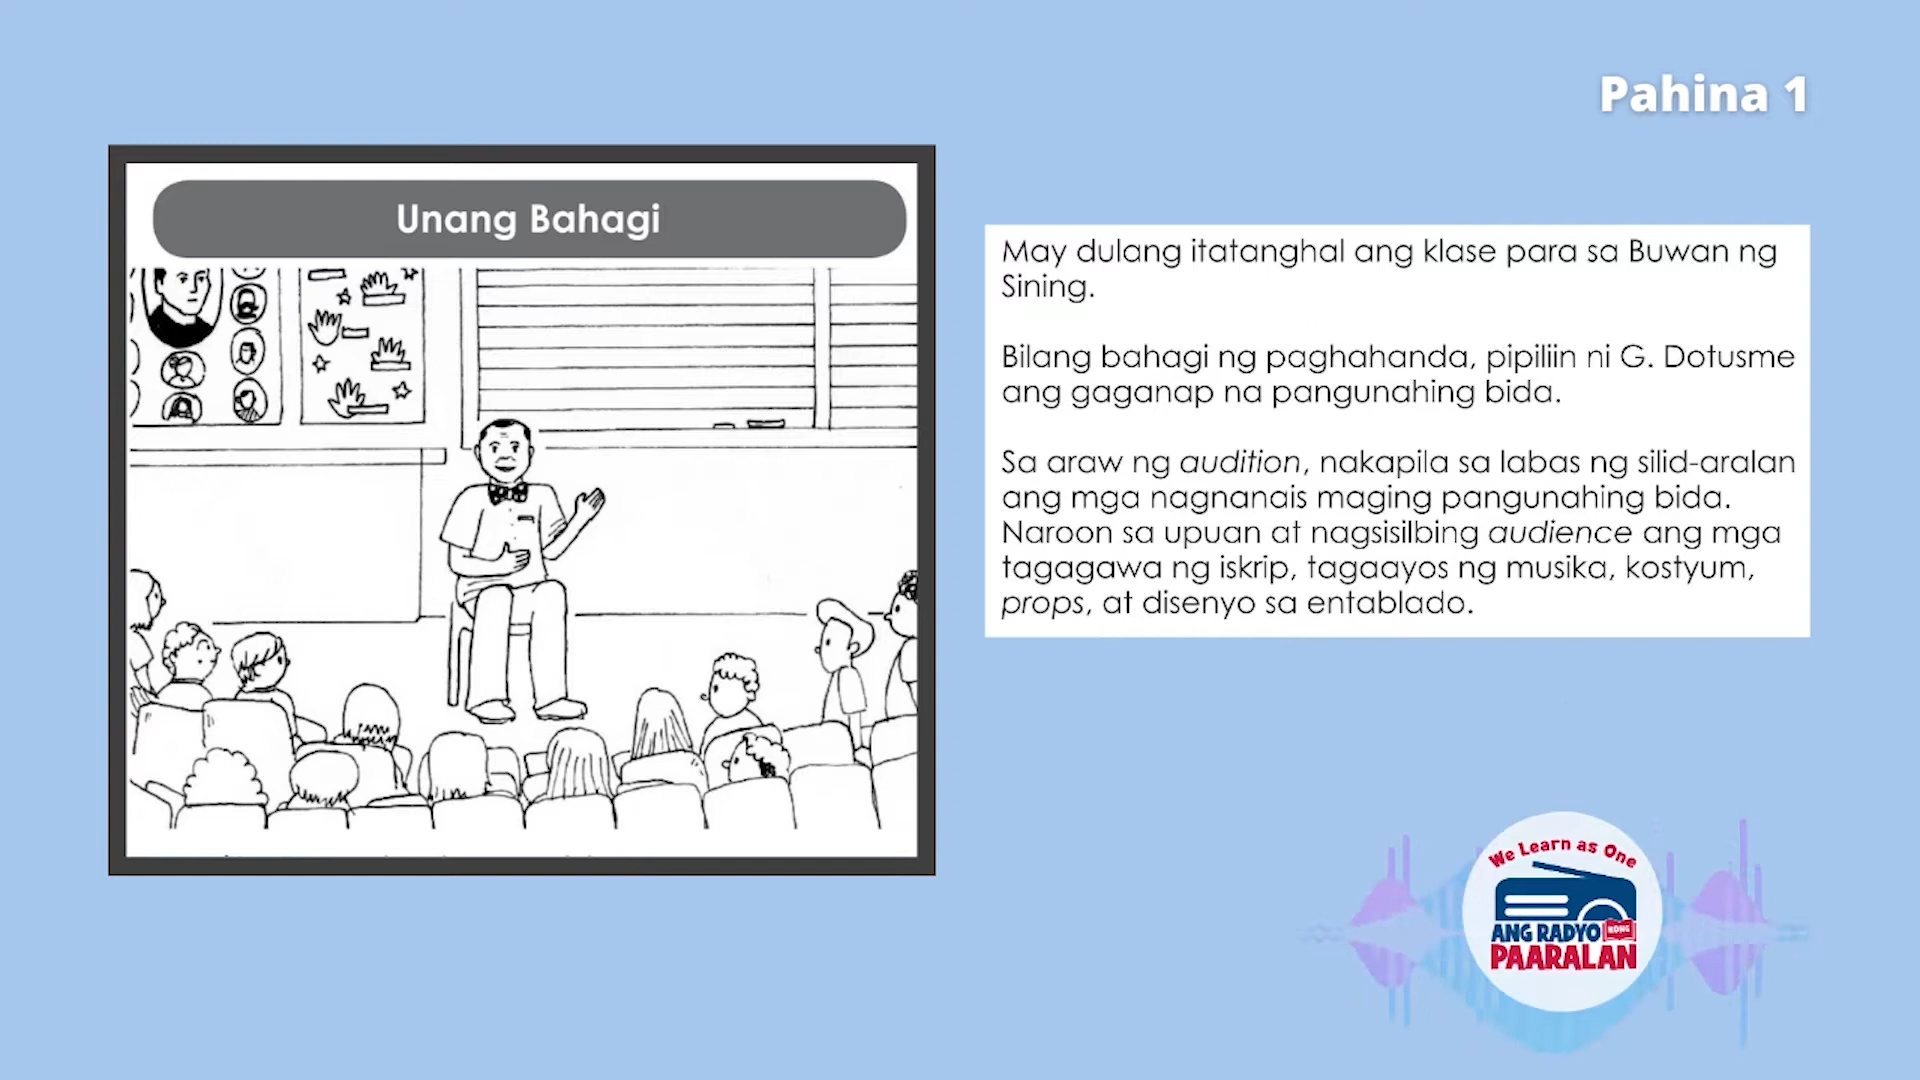 Pahina 1
Unang Bahagi
May dulang itatanghal ang klase para sa Buwan ng
Sining.
Bilang bahagi ng paghahanda, pipiliin ni G. Dotusme
ang gaganap na pangunahing bida.
Sa araw ng audition, nakapila sa labas ng silid-aralan
ang mga nagnanais maging pangunahing bida.
Naroon sa upuan at nagsisilbing audience ang mga
tagagawa ng iskrip, tagaayos ng musika, kostyum,
props, at disenyo sa entablado.
We Learn as One
ANG RADYO KONG
PAARALAN